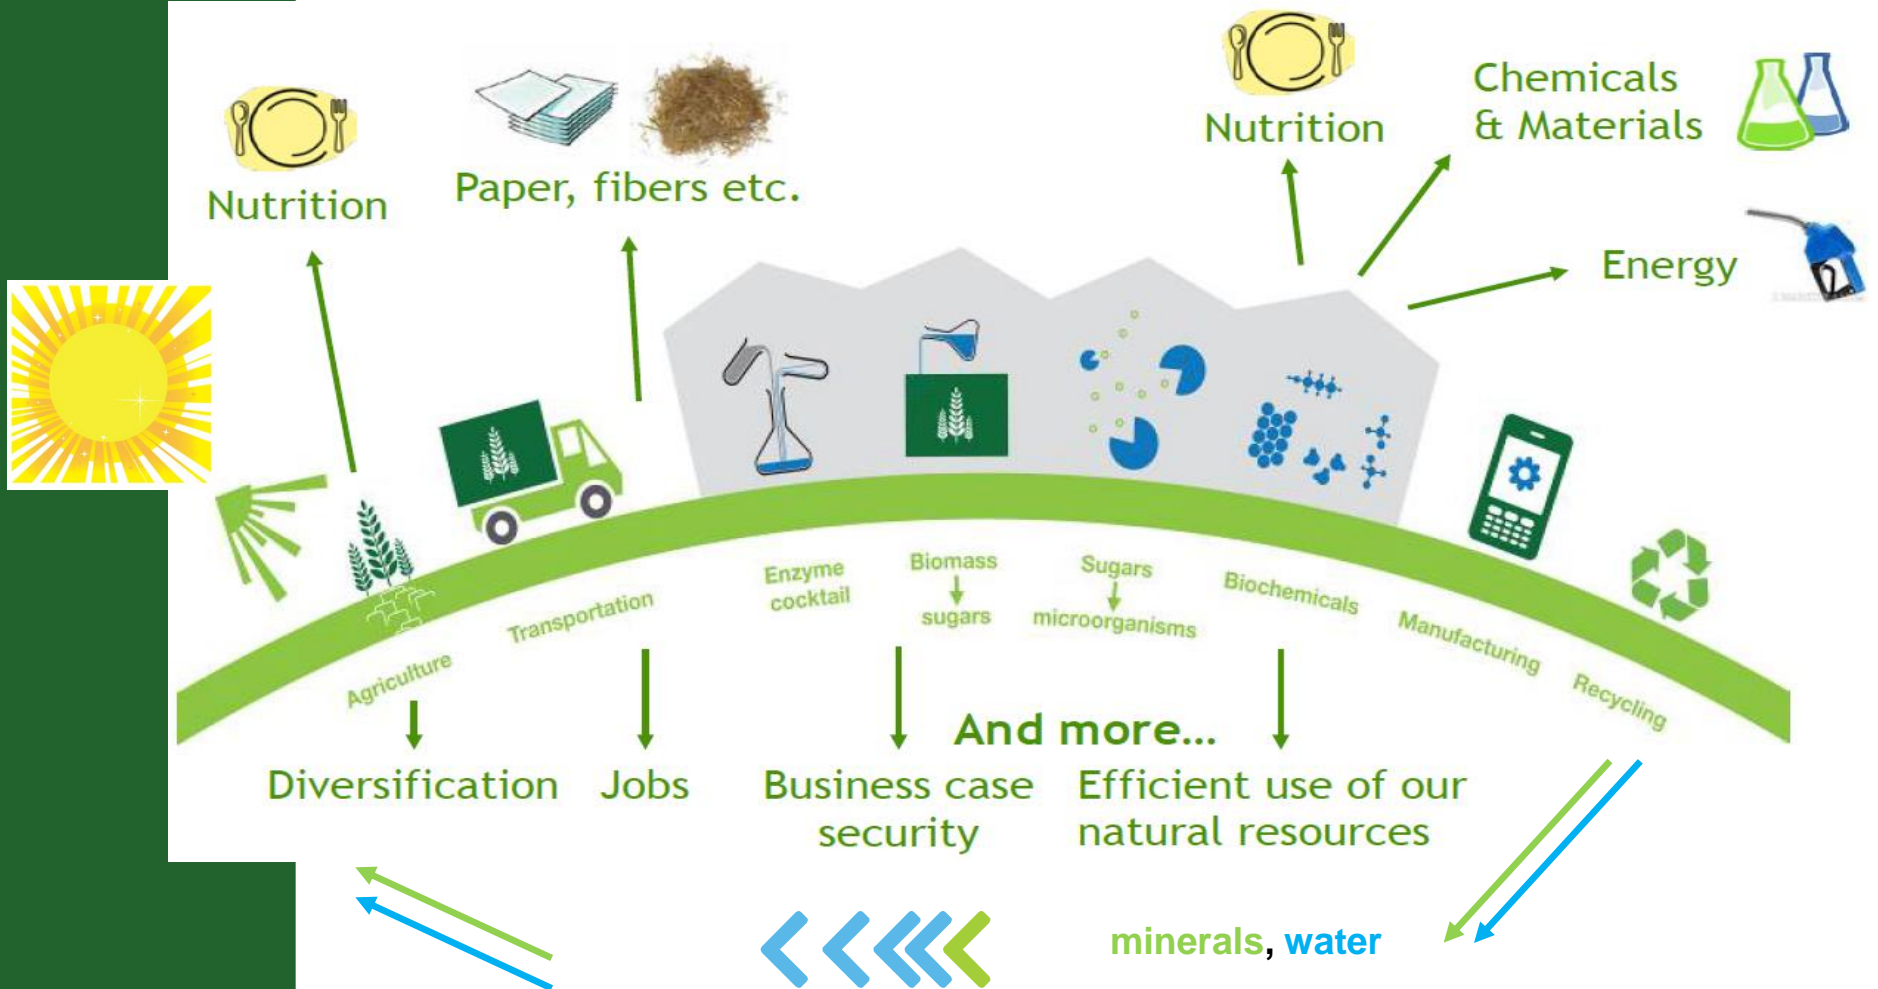 Nutrition
Paper, fibers etc.
Nutrition
Chemicals
& Materials
Energy
Agriculture
Transportation
Enzyme
cocktail
Biomass
sugars
Sugars
microorganisms
Biochemicals
Manufacturing
Recycling
And more...
Diversification
Jobs
Business case
security
Efficient use of our
natural resources
minerals, water